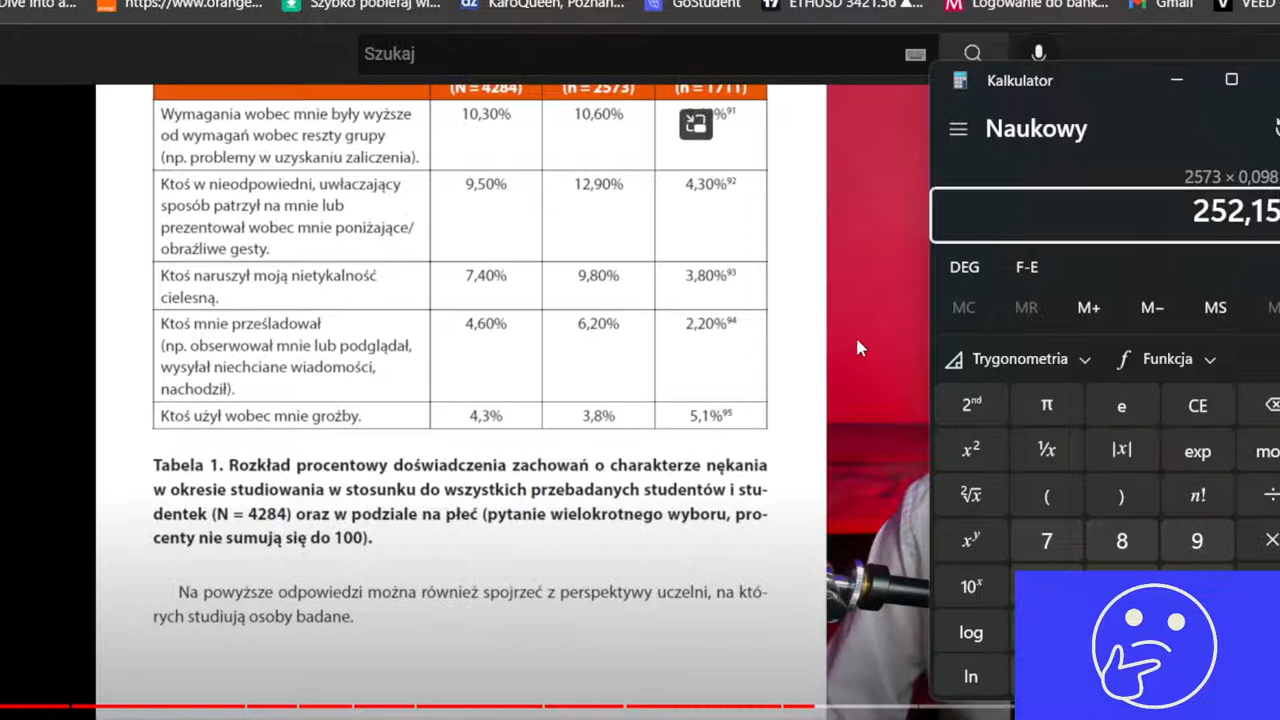 https://www.orange...
Szybko pobieraj wi...
KaroQueen, Poznan...
GoStudent
ETHUSD 3421.56
Logowanie do bank...
Gmail
VEED
Szukaj
(N = 4284) (n = 2573) (n = 1711)
Wymagania wobec mnie były wyższe
od wymagań wobec reszty grupy
(np. problemy w uzyskaniu zaliczenia).
10,30% 10,60% %⁹¹
Ktoś w nieodpowiedni, uwłaczający
sposób patrzył na mnie lub
prezentował wobec mnie poniżające/
obraźliwe gesty.
9,50% 12,90% 4,30%⁹²
Ktoś naruszył moją nietykalność
cielesną.
7,40% 9,80% 3,80%⁹³
Ktoś mnie prześladował
(np. obserwował mnie lub podglądał,
wysyłał niechciane wiadomości,
nachodził).
4,60% 6,20% 2,20%⁹⁴
Ktoś użył wobec mnie groźby.
4,3% 3,8% 5,1%⁹⁵
Tabela 1. Rozkład procentowy doświadczenia zachowań o charakterze nękania
w okresie studiowania w stosunku do wszystkich przebadanych studentów i stu-
dentek (N = 4284) oraz w podziale na płeć (pytanie wielokrotnego wyboru, pro-
centy nie sumują się do 100).
Na powyższe odpowiedzi można również spojrzeć z perspektywy uczelni, na któ-
rych studiują osoby badane.
Kalkulator
Naukowy
2573 × 0,098
252,15
DEG F-E
MC MR M+ M− MS
Trygonometria Funkcja
2nd π e CE
x² ¹/x |x| exp mo
²√x ( ) n! ÷
xʸ 7 8 9 ×
10ˣ
log
ln